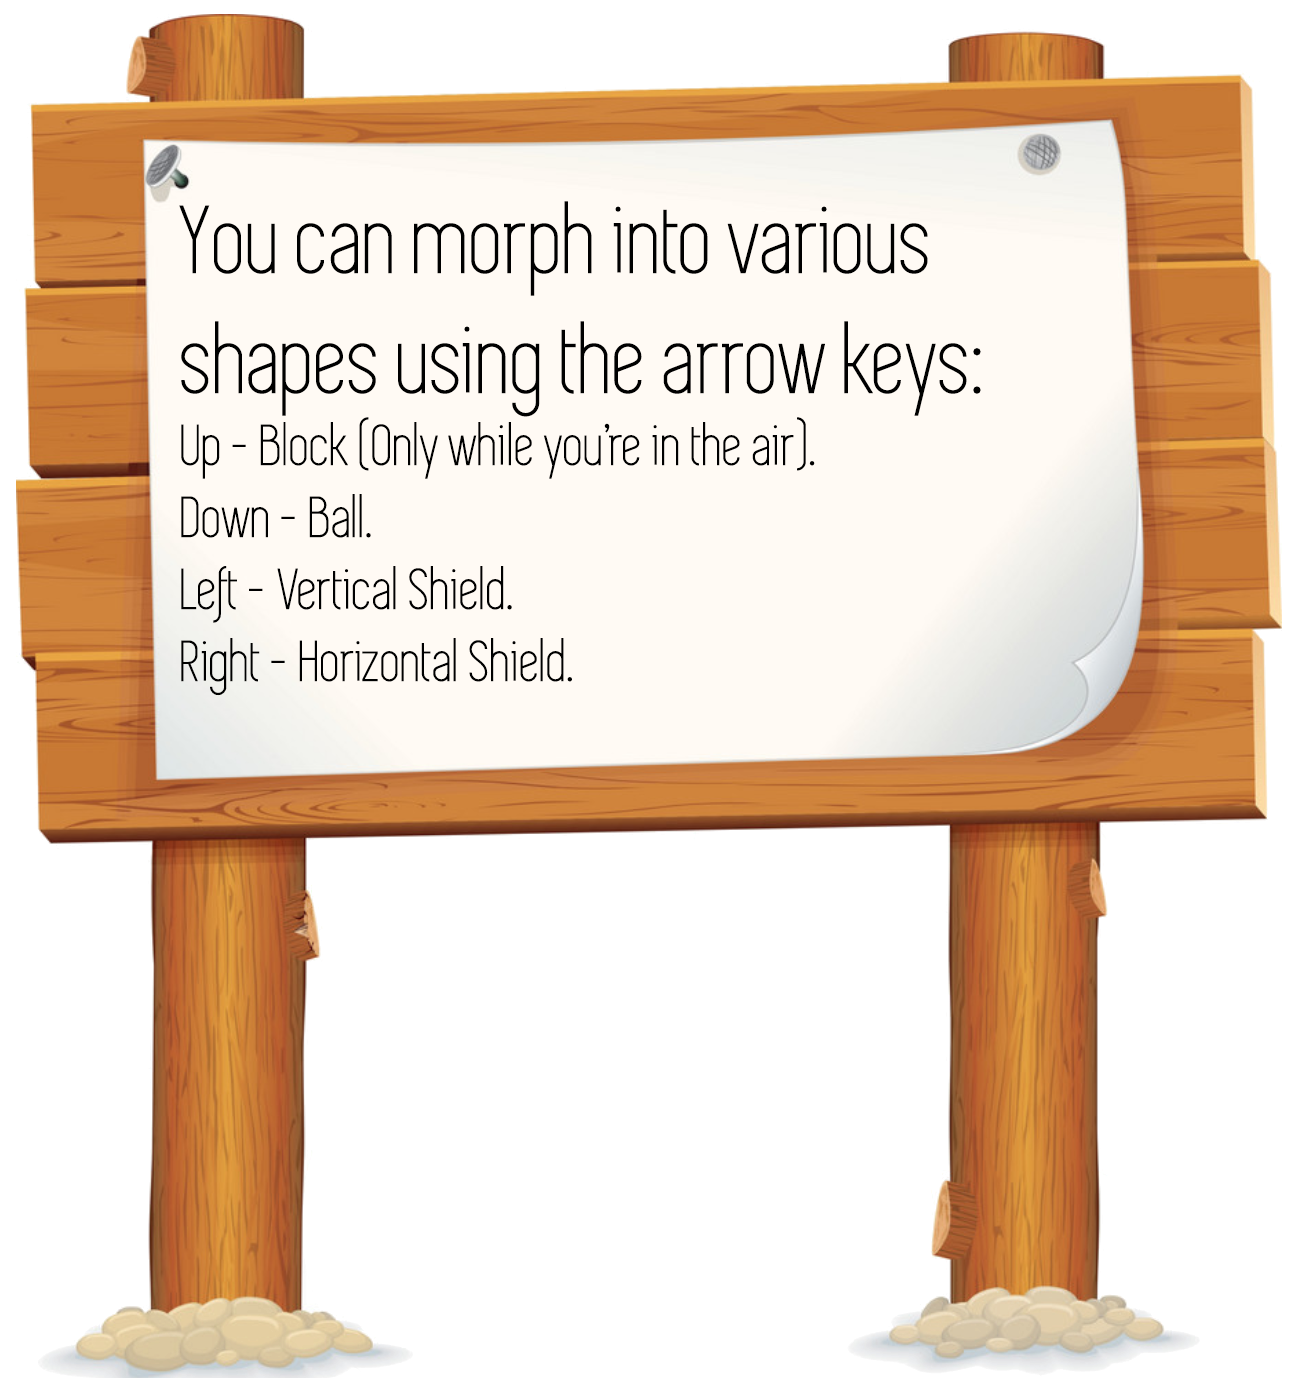 You can morph into various
shapes using the arrow keys:
Up - Block (Only while you're in the air).
Down - Ball.
Left - Vertical Shield.
Right - Horizontal Shield.